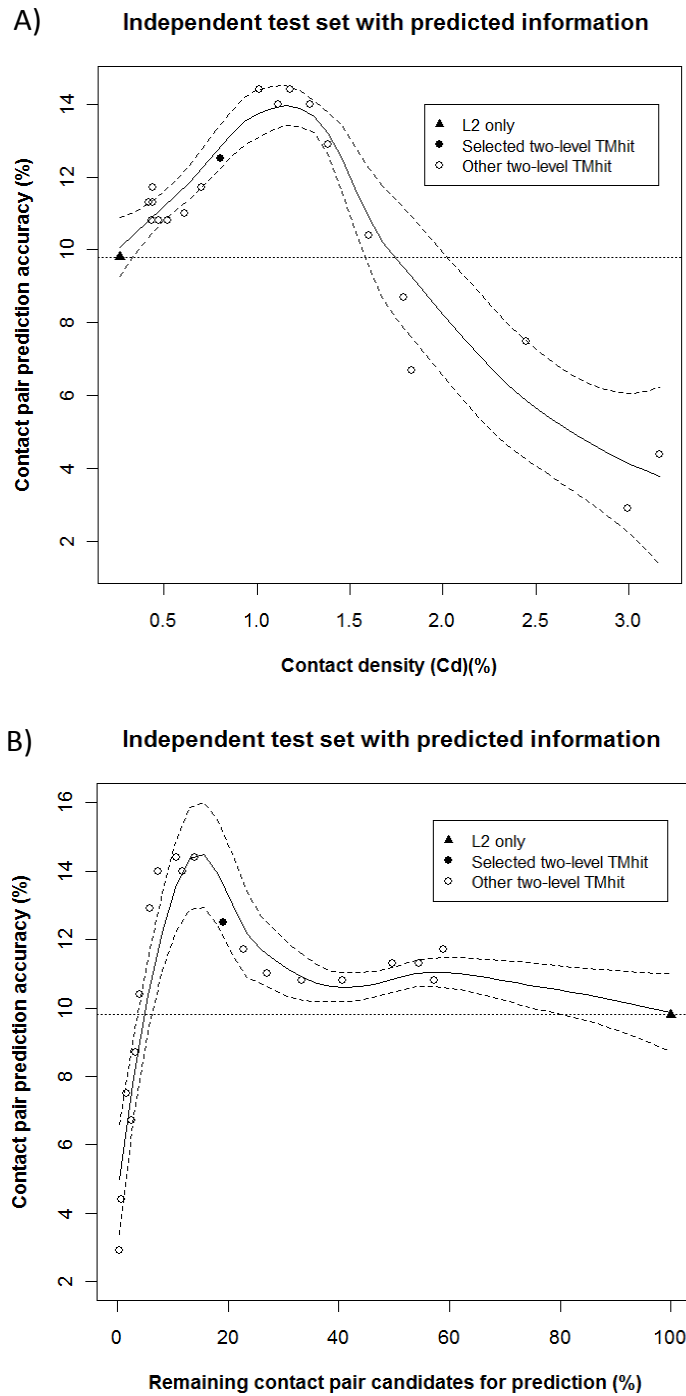 A)
Independent test set with predicted information
Contact pair prediction accuracy (%)
14
12
10
8
6
4
2
L2 only
Selected two-level TMhit
Other two-level TMhit
0.5 1.0 1.5 2.0 2.5 3.0
Contact density (Cd)(%)
B)
Independent test set with predicted information
Contact pair prediction accuracy (%)
16
14
12
10
8
6
4
2
L2 only
Selected two-level TMhit
Other two-level TMhit
0 20 40 60 80 100
Remaining contact pair candidates for prediction (%)